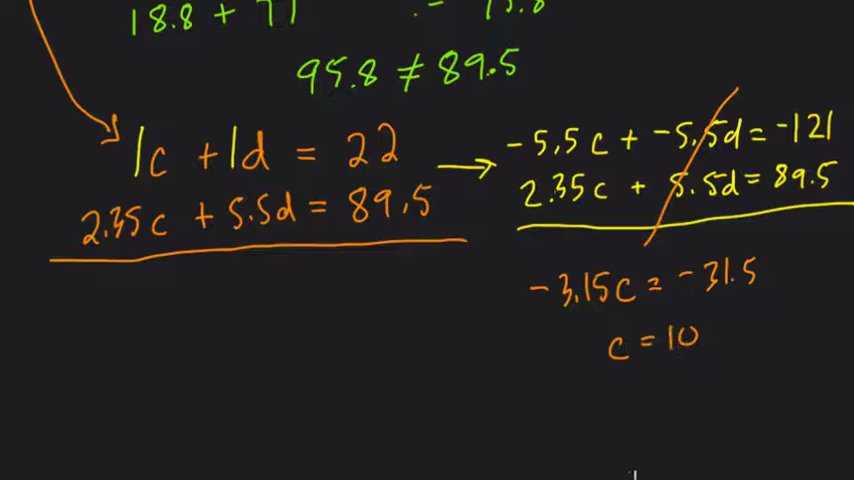 18.8 + 77
95.8 ≠ 89.5
1c + 1d = 22
2.35c + 5.5d = 89.5
-5.5c + -5.5d = -121
2.35c + 5.5d = 89.5
-3.15c = -31.5
c = 10